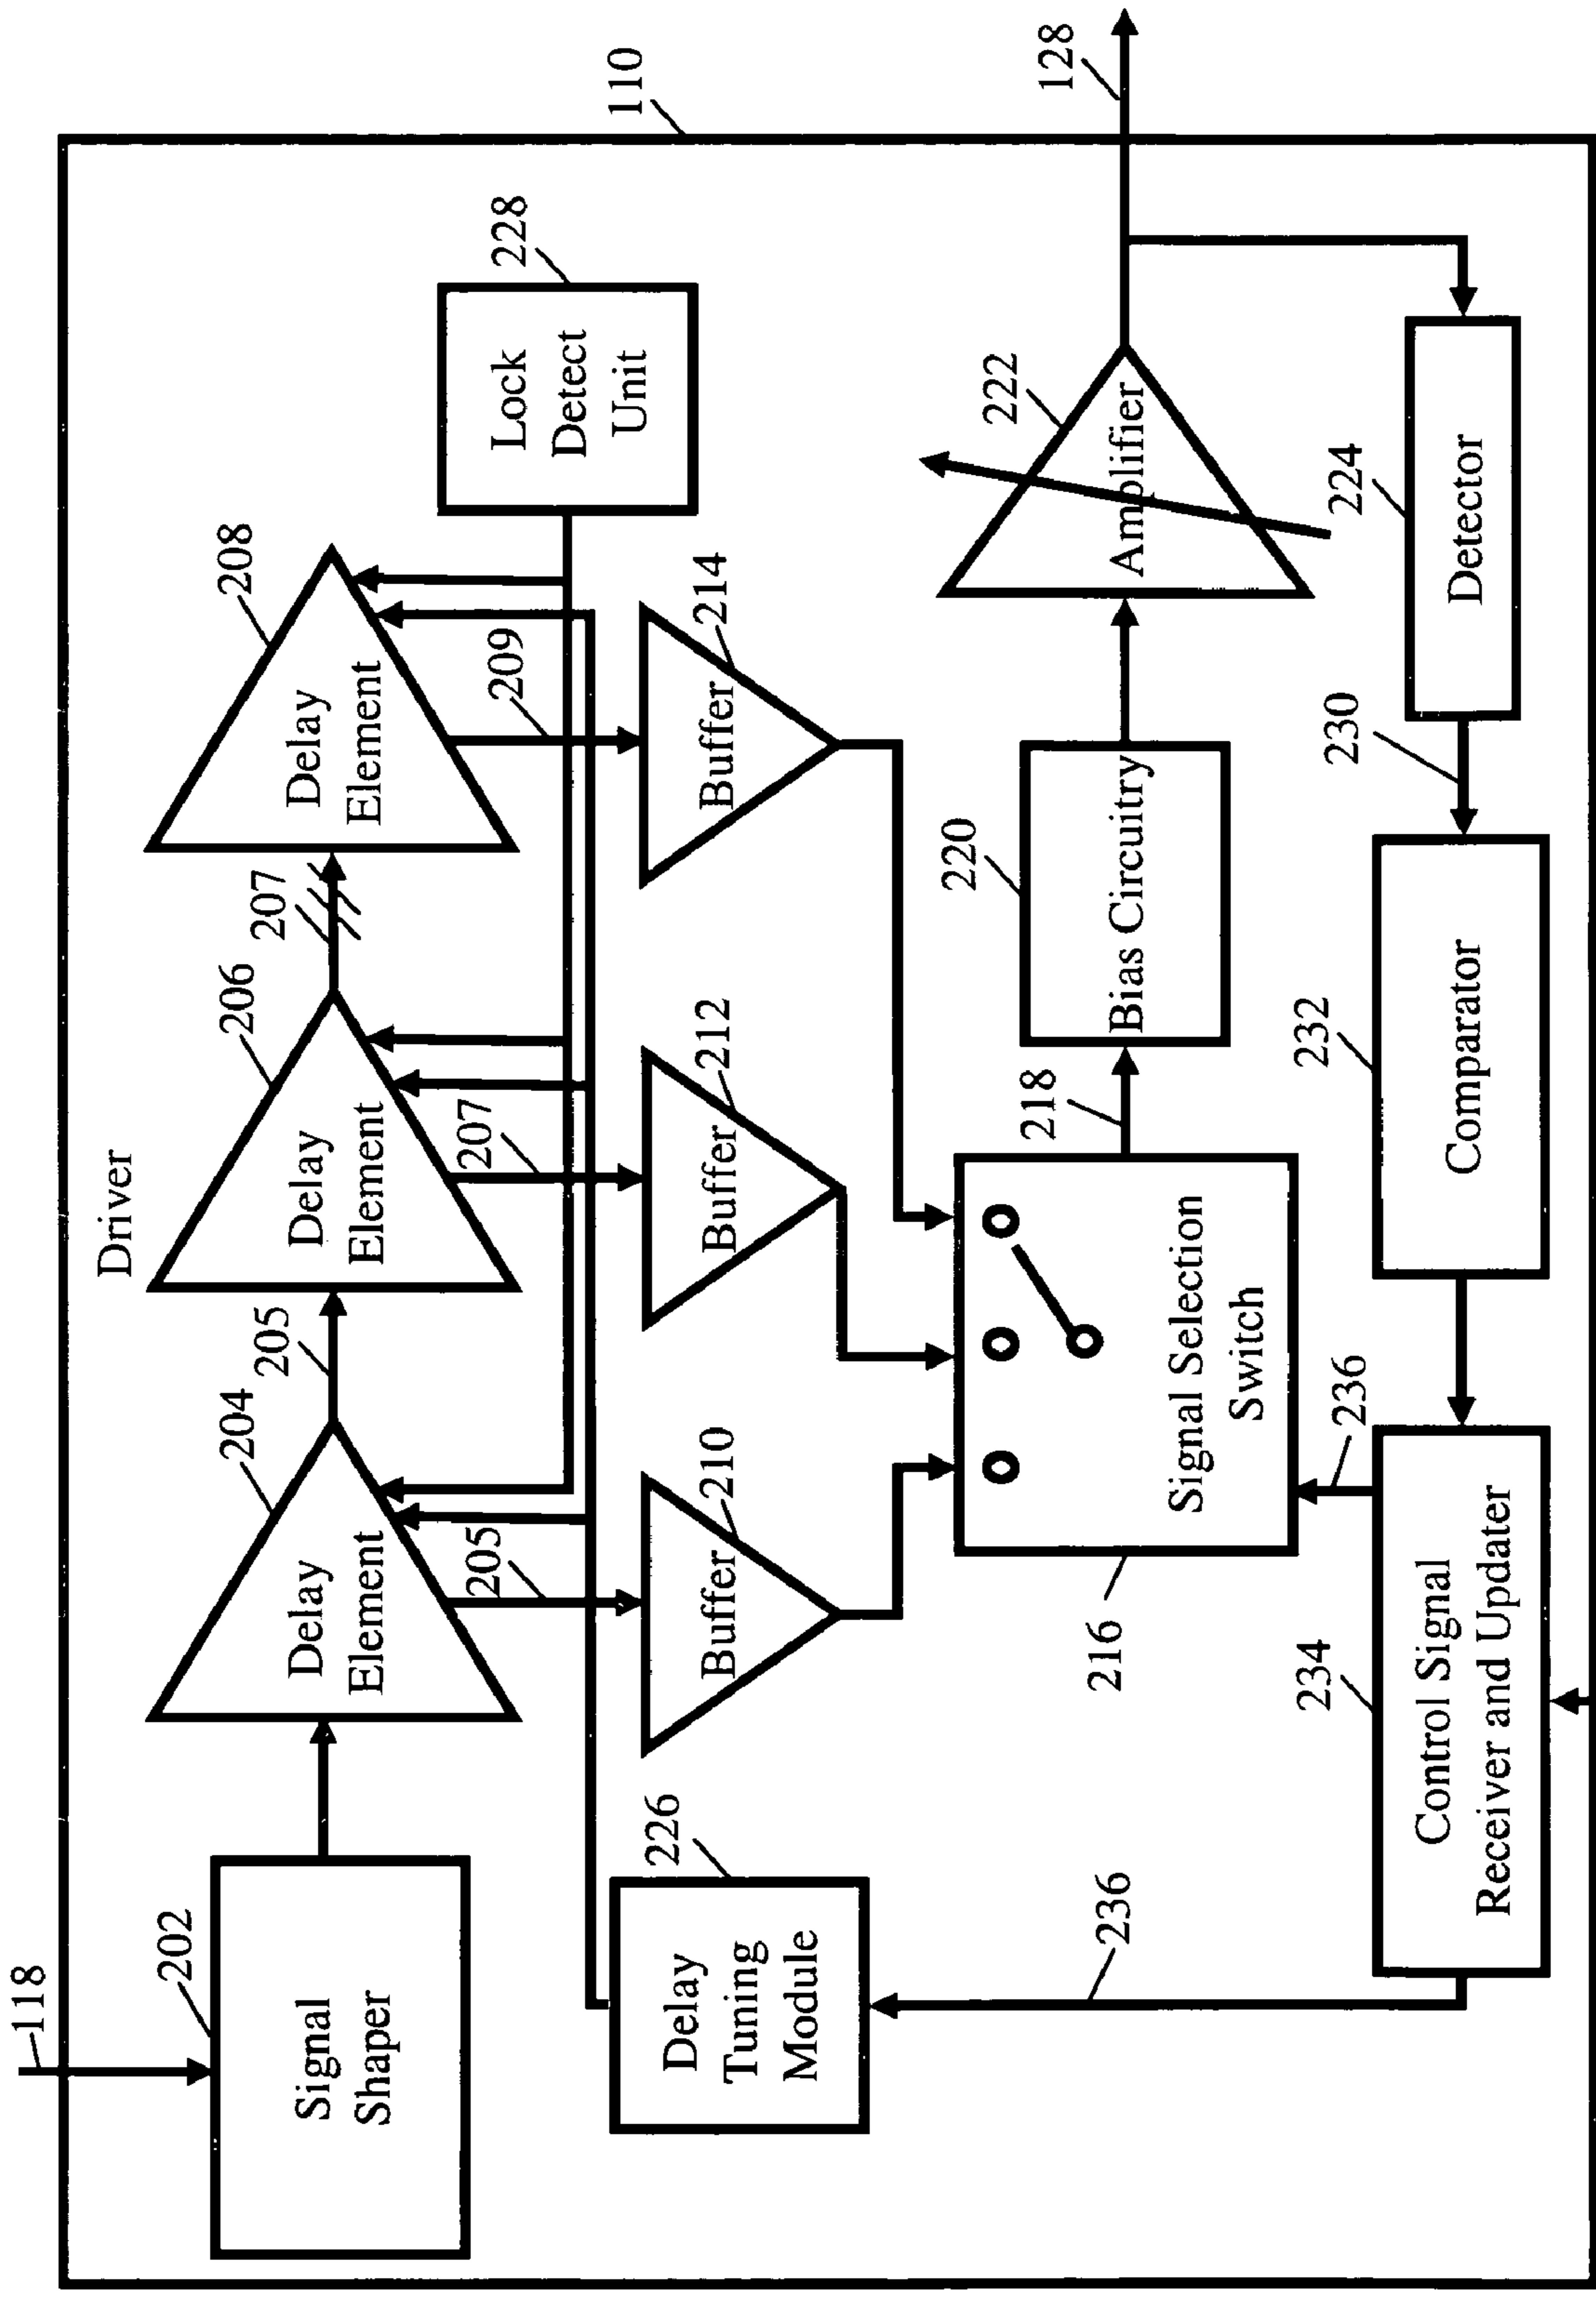 118
110
Driver
202
Signal
Shaper
204
Delay
Element
205
206
Delay
Element
207
208
Delay
Element
205
207
209
228
Lock
Detect
Unit
226
Delay
Tuning
Module
210
Buffer
212
Buffer
214
Buffer
216
Signal Selection
Switch
218
220
Bias Circuitry
222
Amplifier
128
236
236
234
Control Signal
Receiver and Updater
232
Comparator
230
224
Detector